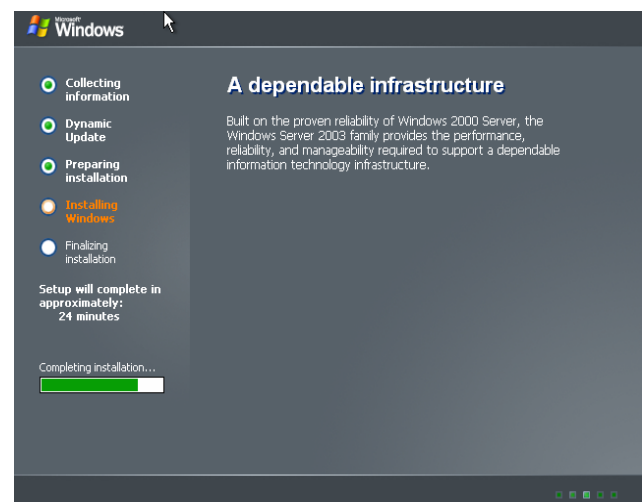 Microsoft
Windows
Collecting
information
Dynamic
Update
Preparing
installation
Installing
Windows
Finalizing
installation
Setup will complete in
approximately:
24 minutes
Completing installation...
A dependable infrastructure
Built on the proven reliability of Windows 2000 Server, the
Windows Server 2003 family provides the performance,
reliability, and manageability required to support a dependable
information technology infrastructure.